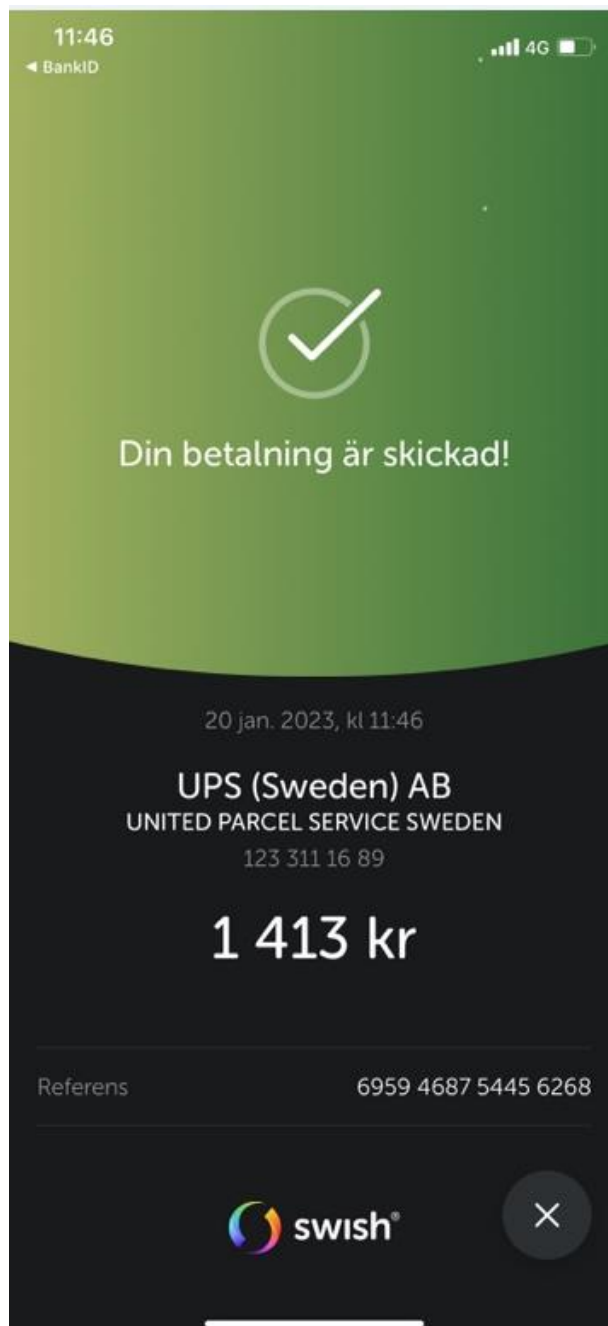 11:46
4G
◄ BankID
Din betalning är skickad!
20 jan. 2023, kl 11:46
UPS (Sweden) AB
UNITED PARCEL SERVICE SWEDEN
123 311 16 89
1 413 kr
Referens 6959 4687 5445 6268
swish®